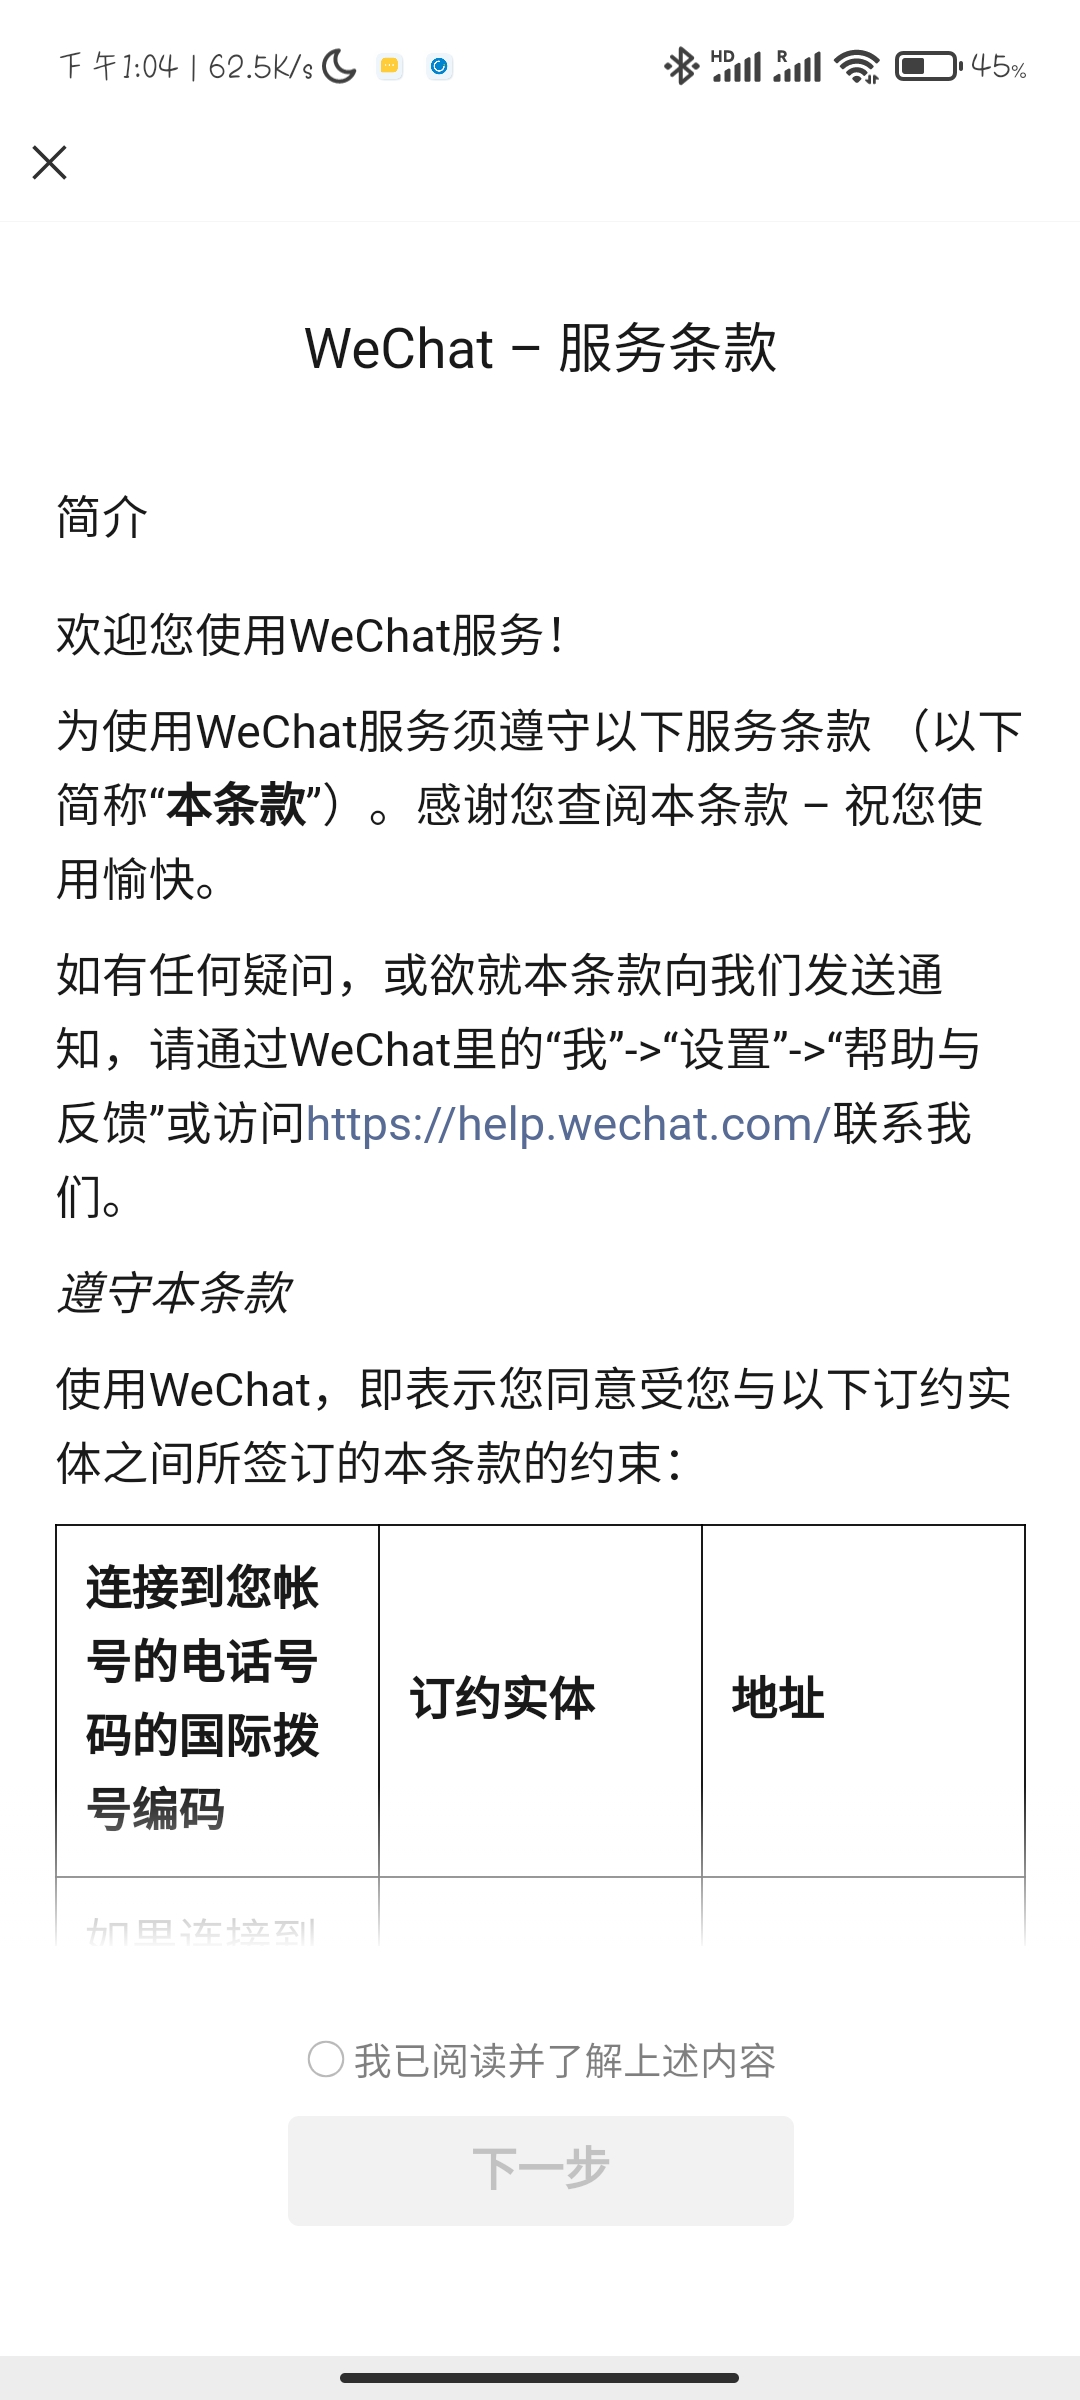 下午1:04 | 62.5K/s
HD
R
45%
WeChat – 服务条款
简介
欢迎您使用WeChat服务！
为使用WeChat服务须遵守以下服务条款 （以下
简称“本条款”）。感谢您查阅本条款 – 祝您使
用愉快。
如有任何疑问，或欲就本条款向我们发送通
知，请通过WeChat里的“我”->“设置”->“帮助与
反馈”或访问https://help.wechat.com/联系我
们。
遵守本条款
使用WeChat，即表示您同意受您与以下订约实
体之间所签订的本条款的约束：
连接到您帐
号的电话号
码的国际拨
号编码
订约实体
地址
如果连接到
我已阅读并了解上述内容
下一步